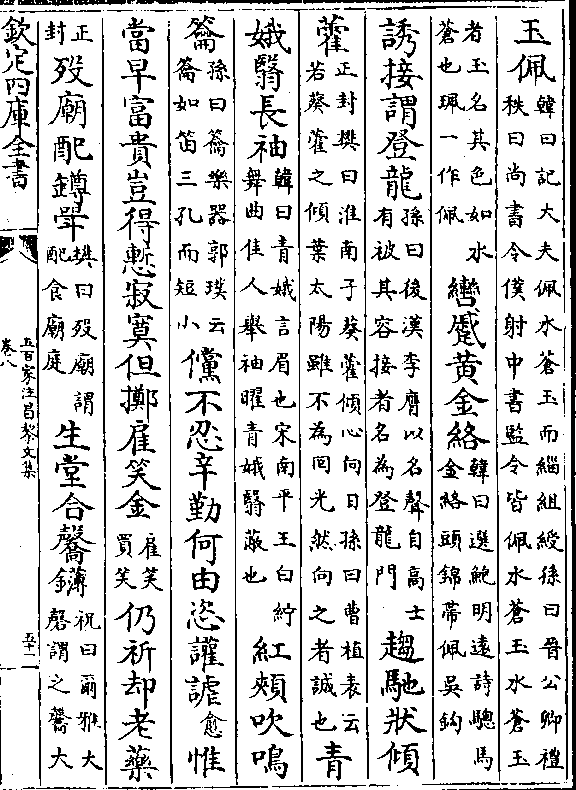 玉佩韓曰記大夫佩水蒼玉而緇組綬孫曰晉公卿禮秩曰尚書令僕射中書監令皆佩水蒼玉水蒼玉
者玉名其色如水蒼也珮一作佩轡蹙黃金絡韓曰選鮑明遠詩驄馬金絡頭錦帶佩吳鈎
誘接謂登龍孫曰後漢李膺以名聲自高士有被其容接者名為登龍門趨馳狀傾
藿正封樊曰淮南子葵藿傾心向日孫曰曹植表云若葵藿之傾葉太陽雖不為囘光然向之者誠也青
娥翳長袖韓曰青娥言眉也宋南平王白紵舞曲佳人舉袖曜青娥翳蔽也紅頰吹鳴
籥孫曰籥樂器郭璞云籥如笛三孔而短小儻不忍辛勤何由恣讙謔愈惟
當早富貴豈得慙寂寞但擲雇笑金雇笑買笑仍祈却老藥
正封歿廟配鐏斝樊曰歿廟謂配食廟庭生堂合馨鎛祝曰爾雅大磬謂之馨大
欽定四庫全書
五百家注昌黎文集
卷八
五十一